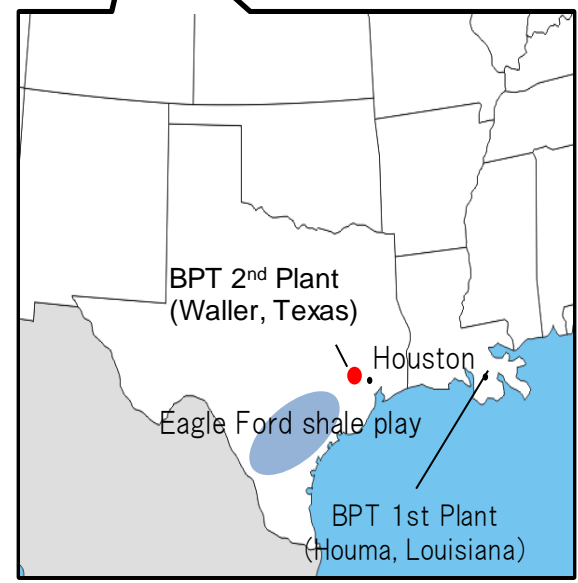 BPT 2nd Plant
(Waller, Texas)
Houston
Eagle Ford shale play
BPT 1st Plant
(Houma, Louisiana)